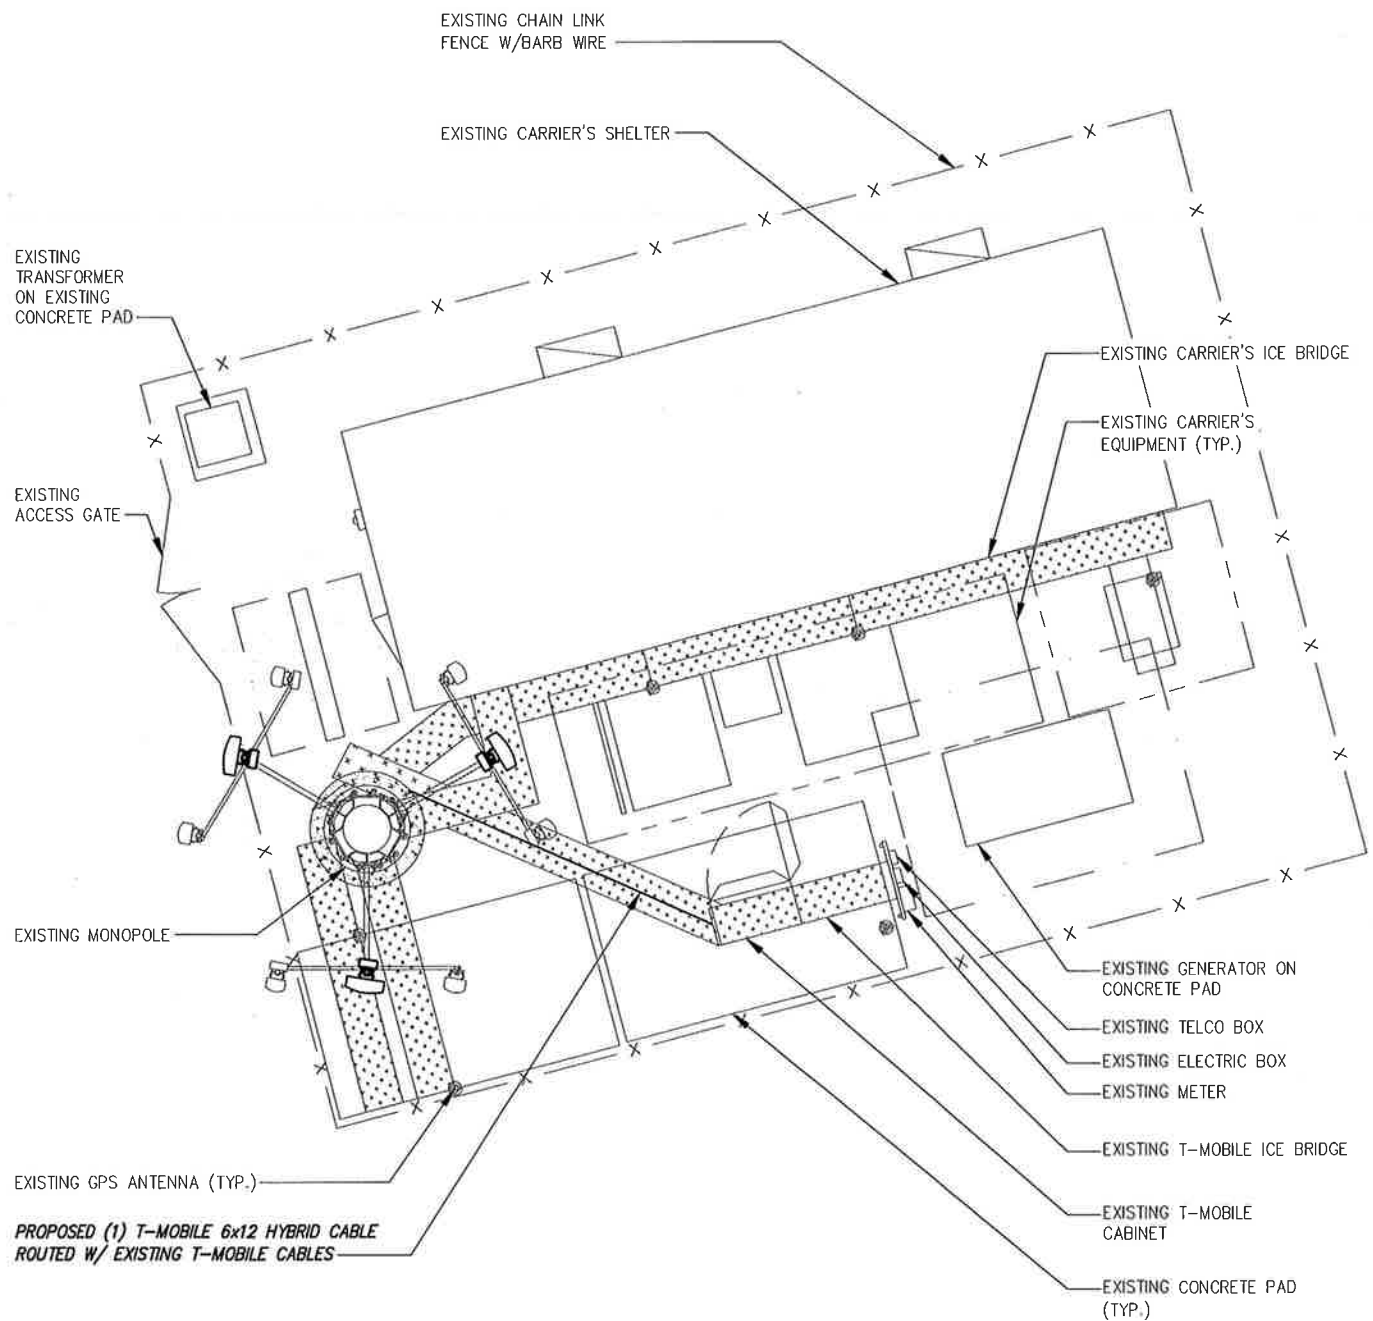 EXISTING CHAIN LINK
FENCE W/BARB WIRE
EXISTING CARRIER'S SHELTER
EXISTING
TRANSFORMER
ON EXISTING
CONCRETE PAD
EXISTING CARRIER'S ICE BRIDGE
EXISTING CARRIER'S
EQUIPMENT (TYP.)
EXISTING
ACCESS GATE
EXISTING MONOPOLE
EXISTING GENERATOR ON
CONCRETE PAD
EXISTING TELCO BOX
EXISTING ELECTRIC BOX
EXISTING METER
EXISTING T-MOBILE ICE BRIDGE
EXISTING GPS ANTENNA (TYP.)
EXISTING T-MOBILE
CABINET
PROPOSED (1) T-MOBILE 6x12 HYBRID CABLE
ROUTED W/ EXISTING T-MOBILE CABLES
EXISTING CONCRETE PAD
(TYP.)